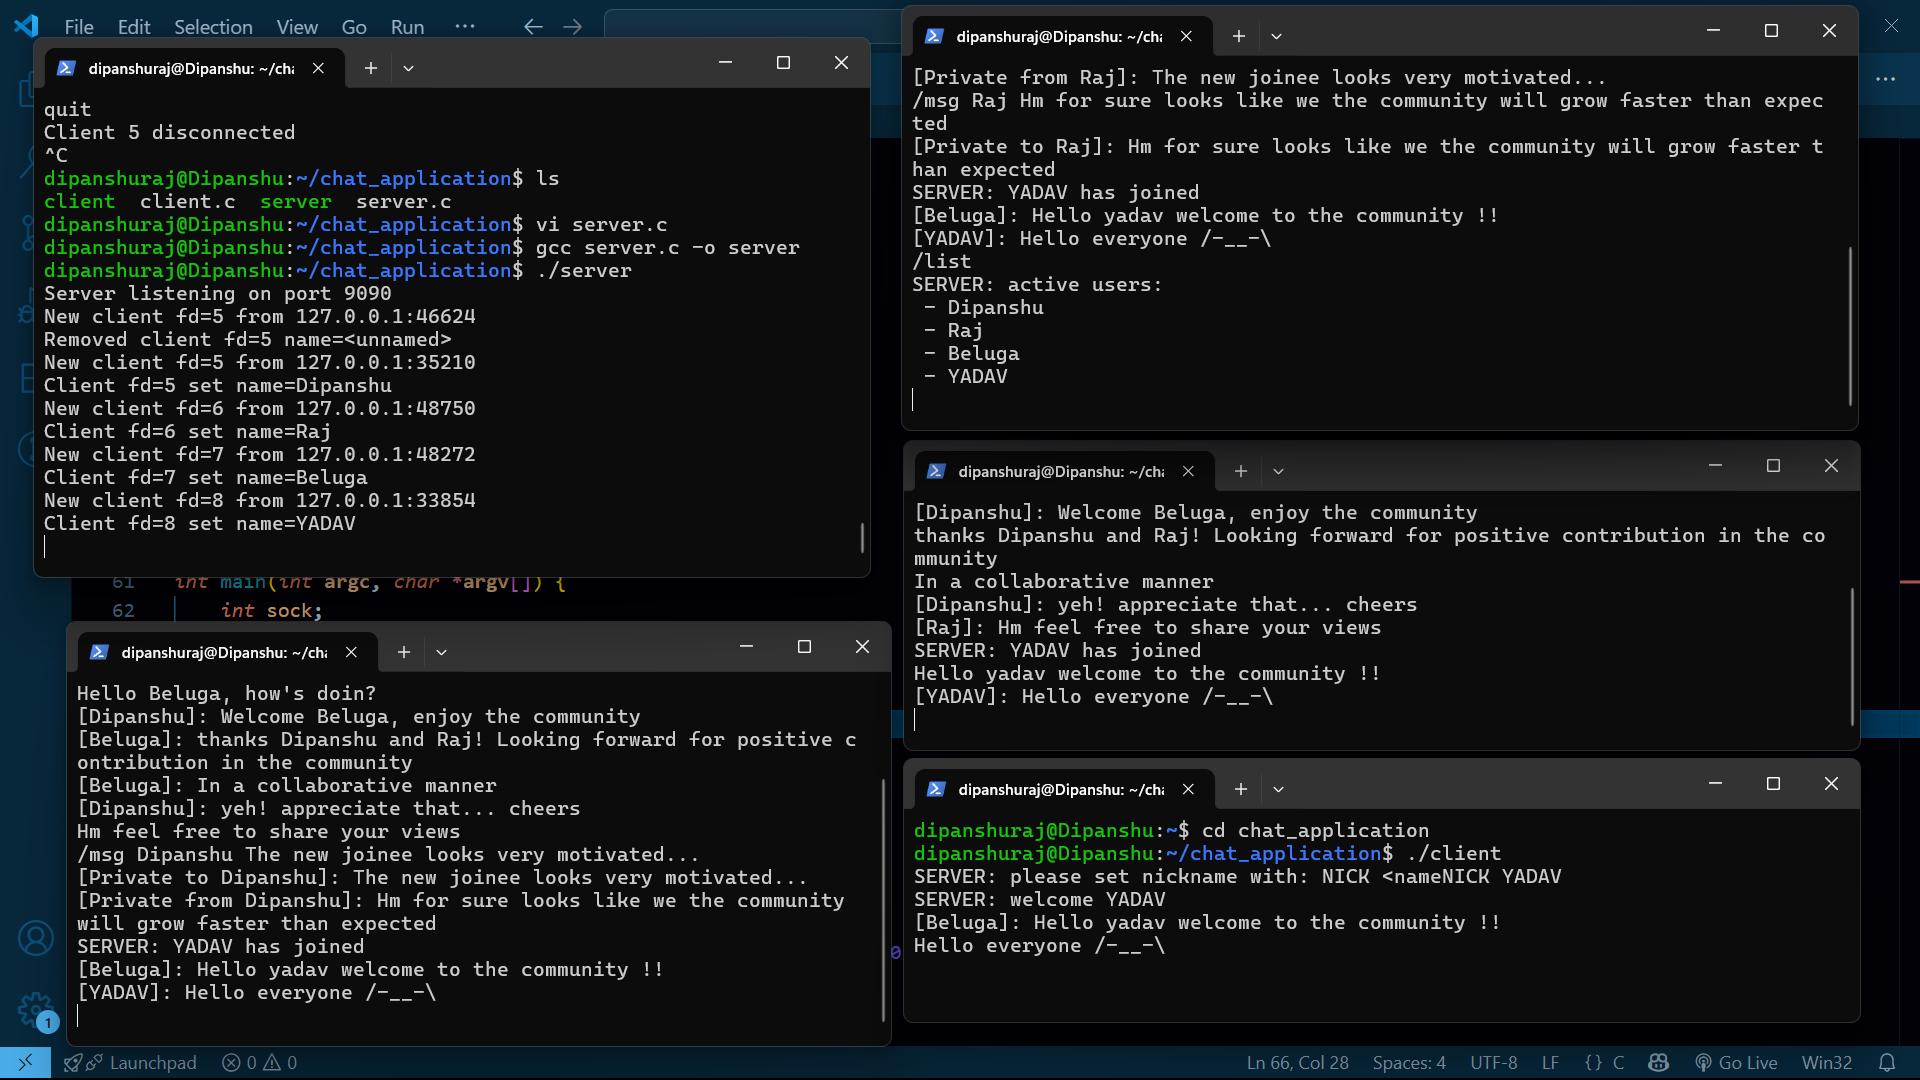 File Edit Selection View Go Run ...
dipanshuraj@Dipanshu: ~/cha
quit
Client 5 disconnected
^C
dipanshuraj@Dipanshu:~/chat_application$ ls
client client.c server server.c
dipanshuraj@Dipanshu:~/chat_application$ vi server.c
dipanshuraj@Dipanshu:~/chat_application$ gcc server.c -o server
dipanshuraj@Dipanshu:~/chat_application$ ./server
Server listening on port 9090
New client fd=5 from 127.0.0.1:46624
Removed client fd=5 name=<unnamed>
New client fd=5 from 127.0.0.1:35210
Client fd=5 set name=Dipanshu
New client fd=6 from 127.0.0.1:48750
Client fd=6 set name=Raj
New client fd=7 from 127.0.0.1:48272
Client fd=7 set name=Beluga
New client fd=8 from 127.0.0.1:33854
Client fd=8 set name=YADAV
61 int main(int argc, char *argv[]) {
62 int sock;
dipanshuraj@Dipanshu: ~/cha
Hello Beluga, how's doin?
[Dipanshu]: Welcome Beluga, enjoy the community
[Beluga]: thanks Dipanshu and Raj! Looking forward for positive c
ontribution in the community
[Beluga]: In a collaborative manner
[Dipanshu]: yeh! appreciate that... cheers
Hm feel free to share your views
/msg Dipanshu The new joinee looks very motivated...
[Private to Dipanshu]: The new joinee looks very motivated...
[Private from Dipanshu]: Hm for sure looks like we the community
will grow faster than expected
SERVER: YADAV has joined
[Beluga]: Hello yadav welcome to the community !!
[YADAV]: Hello everyone /-__-\
dipanshuraj@Dipanshu: ~/cha
[Private from Raj]: The new joinee looks very motivated...
/msg Raj Hm for sure looks like we the community will grow faster than expec
ted
[Private to Raj]: Hm for sure looks like we the community will grow faster t
han expected
SERVER: YADAV has joined
[Beluga]: Hello yadav welcome to the community !!
[YADAV]: Hello everyone /-__-\
/list
SERVER: active users:
- Dipanshu
- Raj
- Beluga
- YADAV
dipanshuraj@Dipanshu: ~/cha
[Dipanshu]: Welcome Beluga, enjoy the community
thanks Dipanshu and Raj! Looking forward for positive contribution in the co
mmunity
In a collaborative manner
[Dipanshu]: yeh! appreciate that... cheers
[Raj]: Hm feel free to share your views
SERVER: YADAV has joined
Hello yadav welcome to the community !!
[YADAV]: Hello everyone /-__-\
dipanshuraj@Dipanshu: ~/cha
dipanshuraj@Dipanshu:~$ cd chat_application
dipanshuraj@Dipanshu:~/chat_application$ ./client
SERVER: please set nickname with: NICK <nameNICK YADAV
SERVER: welcome YADAV
[Beluga]: Hello yadav welcome to the community !!
Hello everyone /-__-\
1
Launchpad 0 0
Ln 66, Col 28 Spaces: 4 UTF-8 LF {} C Go Live Win32